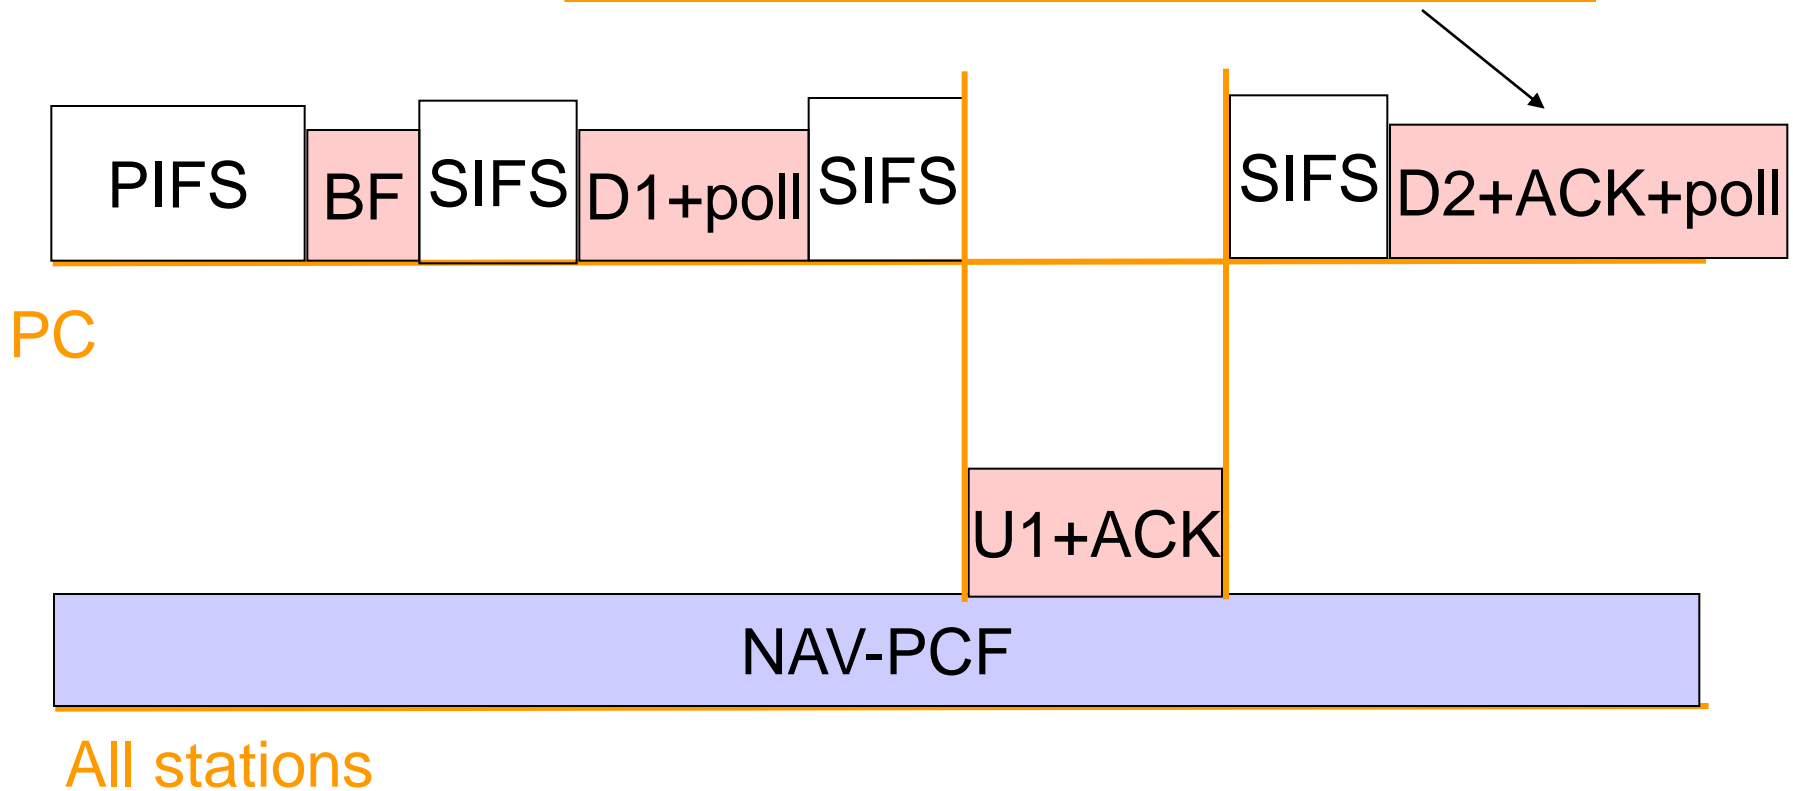 PIFS
BF
SIFS
D1+poll
SIFS
SIFS
D2+ACK+poll
PC
U1+ACK
NAV-PCF
All stations